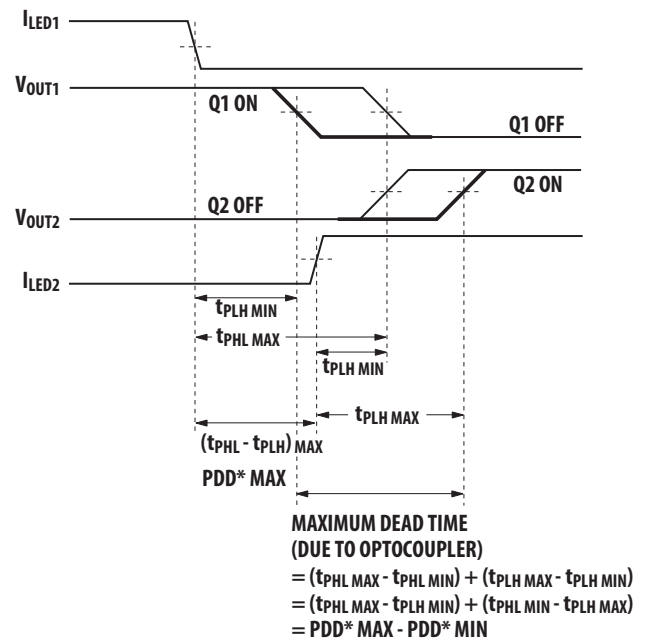 ILED1
VOUT1
Q1 ON
Q1 OFF
Q2 ON
Q2 OFF
VOUT2
ILED2
tPLH MIN
tPHL MAX
tPLH MIN
tPLH MAX
(tPHL - tPLH) MAX
PDD* MAX
MAXIMUM DEAD TIME
(DUE TO OPTOCOUPLER)
= (tPHL MAX - tPHL MIN) + (tPLH MAX - tPLH MIN)
= (tPHL MAX - tPLH MIN) + (tPHL MIN - tPLH MAX)
= PDD* MAX - PDD* MIN